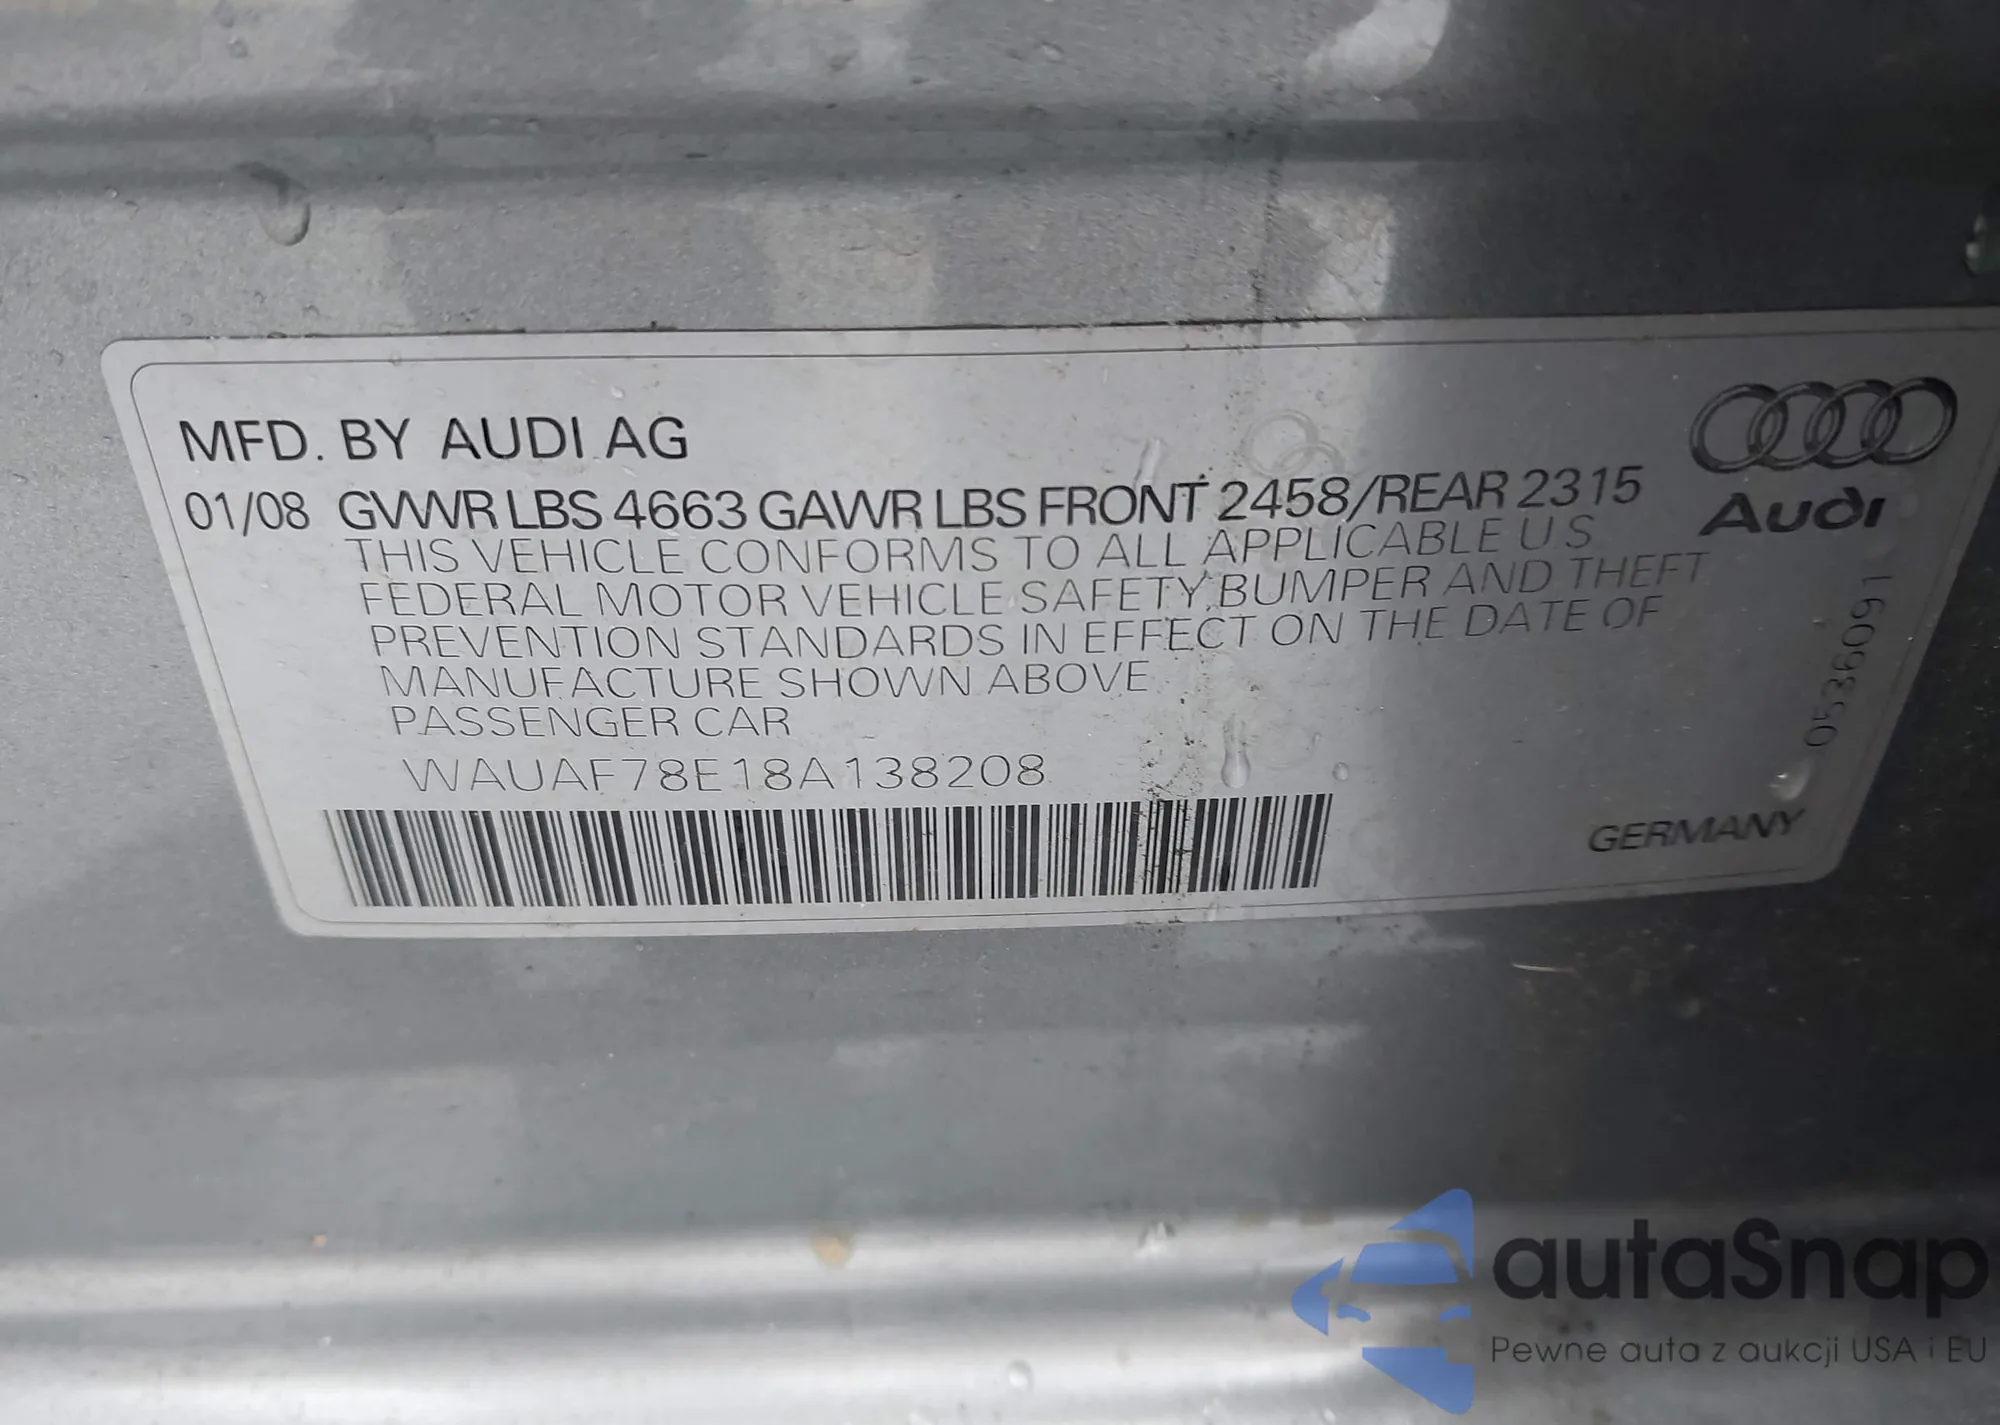 MFD. BY AUDI AG
01/08 GVWR LBS 4663 GAWR LBS FRONT 2458/REAR 2315
THIS VEHICLE CONFORMS TO ALL APPLICABLE U S
FEDERAL MOTOR VEHICLE SAFETY, BUMPER AND THEFT
PREVENTION STANDARDS IN EFFECT ON THE DATE OF
MANUFACTURE SHOWN ABOVE
PASSENGER CAR
WAUAF78E18A138208
Audi
0536091
GERMANY
autaSnap
Pewne auta z aukcji USA i EU